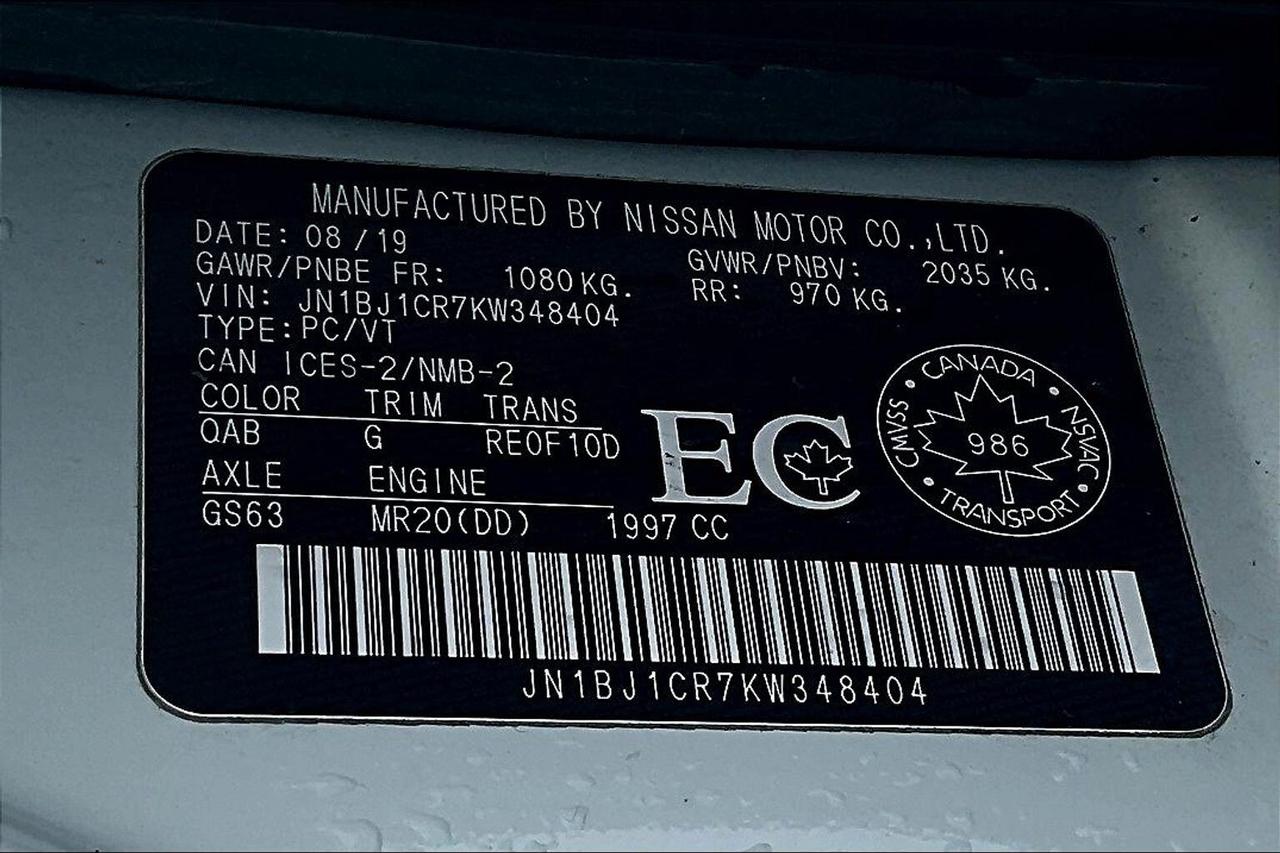 MANUFACTURED BY NISSAN MOTOR CO.,LTD.
DATE: 08/19 GVWR/PNBV: 2035 KG.
GAWR/PNBE FR: 1080KG. RR: 970 KG.
VIN: JN1BJ1CR7KW348404
TYPE:PC/VT
CAN ICES-2/NMB-2
COLOR TRIM TRANS
QAB G RE0F10D
AXLE ENGINE
GS63 MR20(DD) 1997 CC
EC
CANADA
CMVSS 986 NSVAC
TRANSPORT
JN1BJ1CR7KW348404